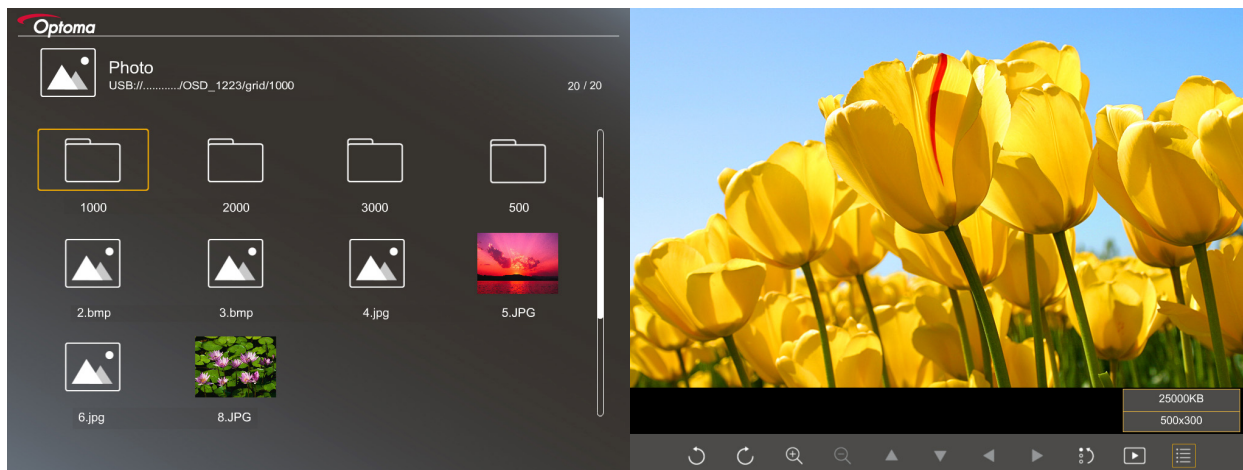 Optoma
Photo
USB://.........../OSD_1223/grid/1000
20 / 20
1000
2000
3000
500
2.bmp
3.bmp
4.jpg
5.JPG
6.jpg
8.JPG
25000KB
500x300